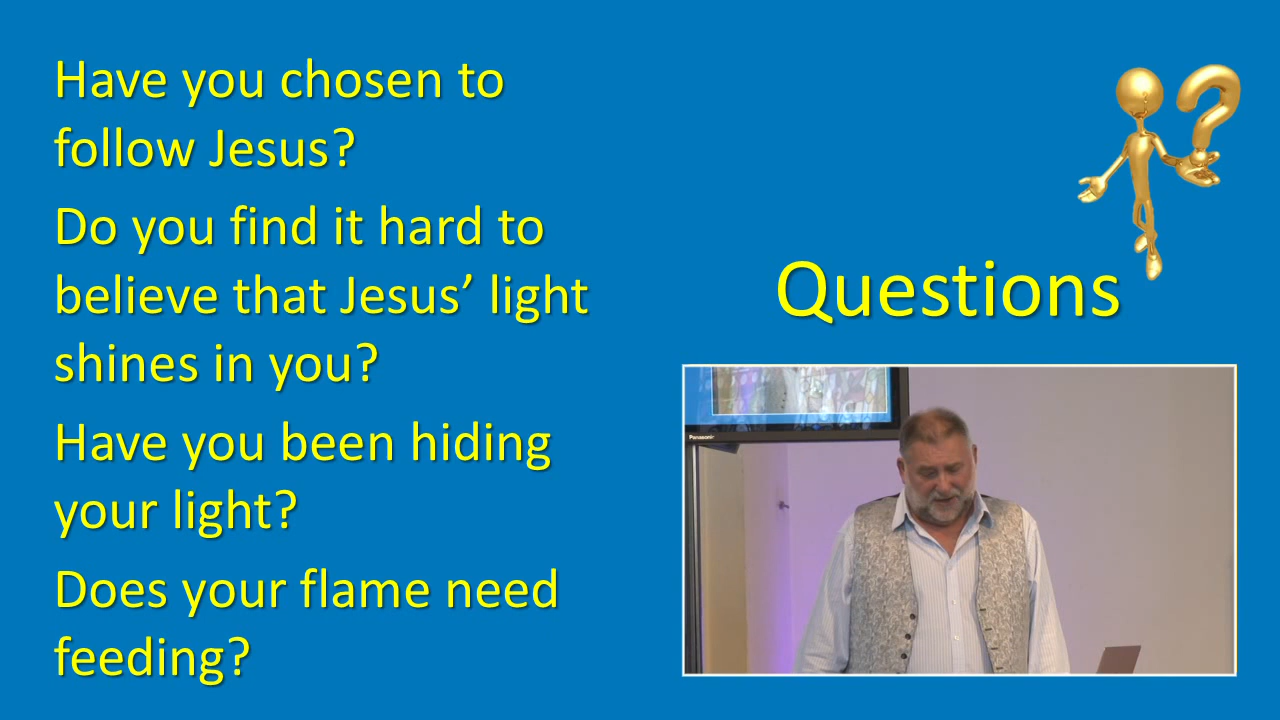 Have you chosen to
follow Jesus?
Do you find it hard to
believe that Jesus’ light
shines in you?
Have you been hiding
your light?
Does your flame need
feeding?
Questions
Panasonic